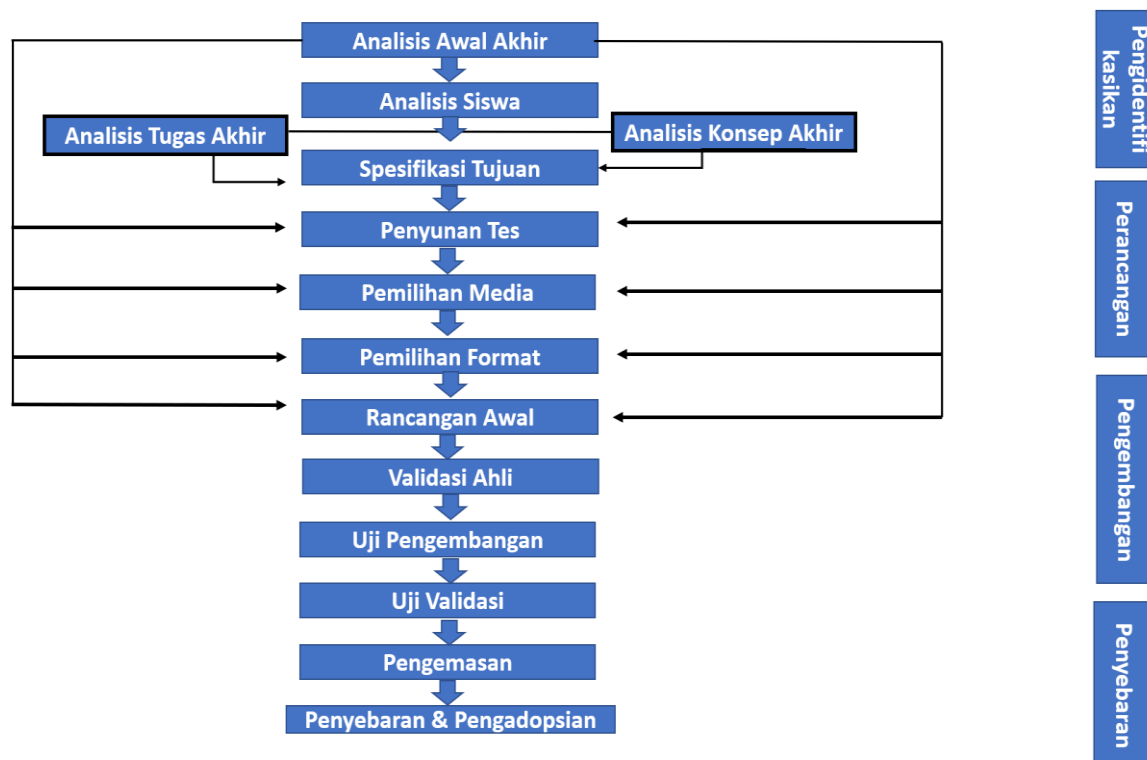 Analisis Awal Akhir
Analisis Siswa
Analisis Tugas Akhir
Analisis Konsep Akhir
Spesifikasi Tujuan
Penyunan Tes
Pemilihan Media
Pemilihan Format
Rancangan Awal
Validasi Ahli
Uji Pengembangan
Uji Validasi
Pengemasan
Penyebaran & Pengadopsian
Pengidentifi
kasikan
Perancangan
Pengembangan
Penyebaran